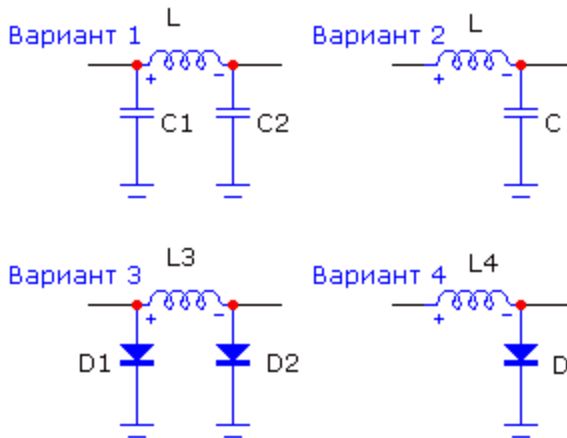 Вариант 1
L
+ -
C1
C2
Вариант 2
L
+ -
C
Вариант 3
L3
+ -
D1
D2
Вариант 4
L4
+ -
D